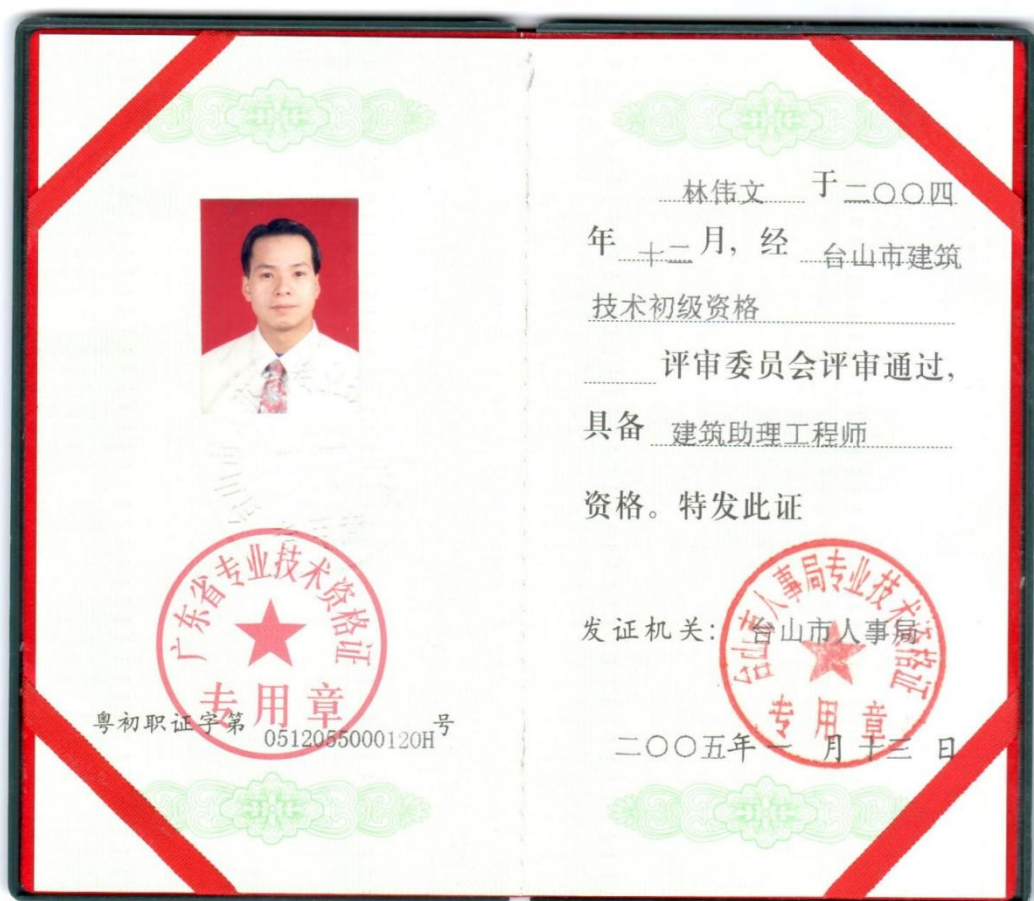 广东省专业技术资格证
专用章
粤初职证字第 0512055000120H 号
林伟文 于二〇〇四
年 十二 月, 经 台山市建筑
技术初级资格
评审委员会评审通过,
具备 建筑助理工程师
资格。特发此证
发证机关: 台山市人事局
台山市人事局专业技术资格证
专用章
二〇〇五年 一 月 十三 日